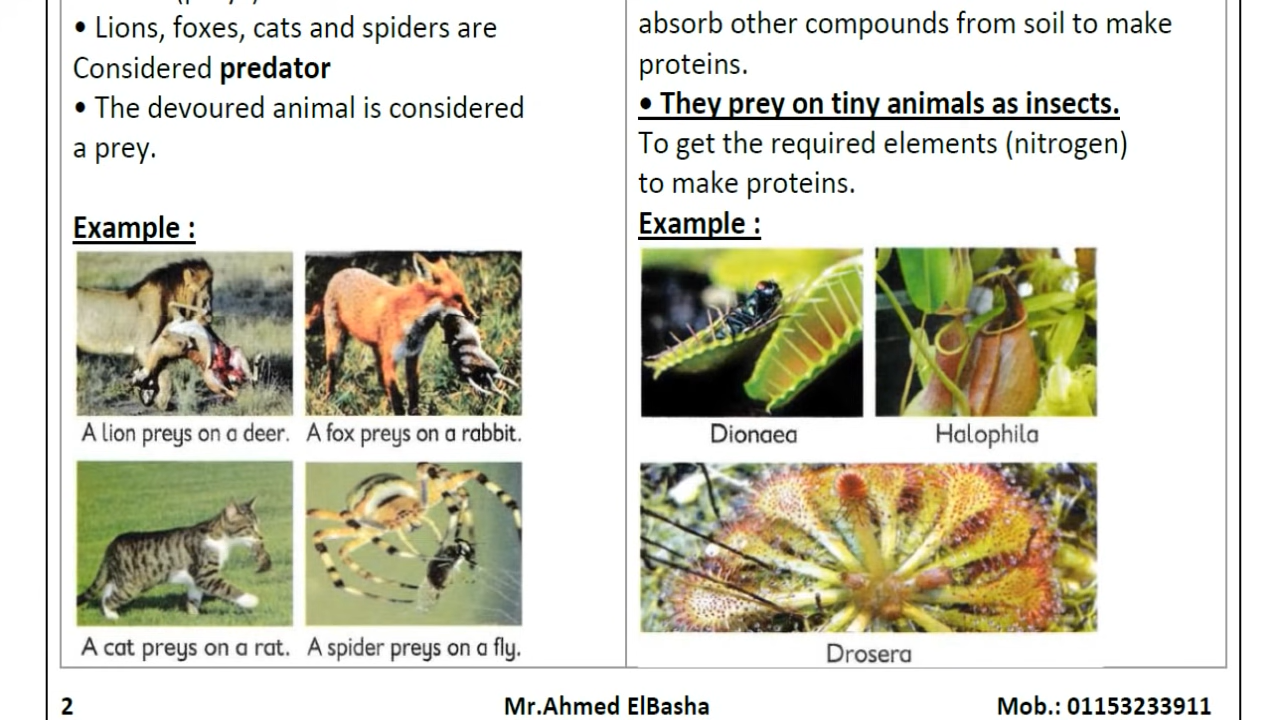 • Lions, foxes, cats and spiders are
Considered predator
• The devoured animal is considered
a prey.
Example :
A lion preys on a deer. A fox preys on a rabbit.
A cat preys on a rat. A spider preys on a fly.
absorb other compounds from soil to make
proteins.
• They prey on tiny animals as insects.
To get the required elements (nitrogen)
to make proteins.
Example :
Dionaea Halophila
Drosera
2 Mr.Ahmed ElBasha Mob.: 01153233911